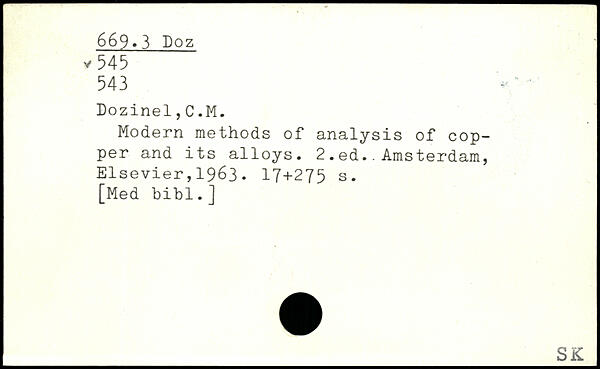 669.3 Doz
✓545
543
Dozinel,C.M.
Modern methods of analysis of cop-
per and its alloys. 2.ed.. Amsterdam,
Elsevier,1963. 17+275 s.
[Med bibl.]
SK